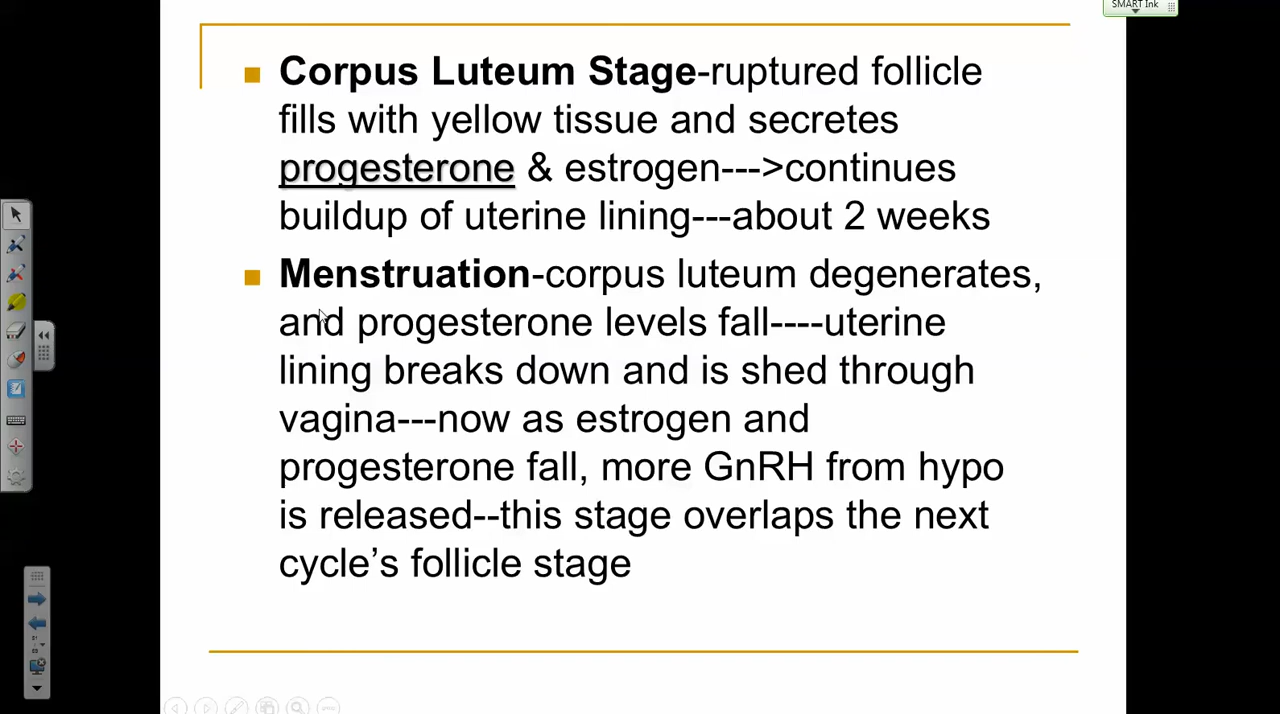 SMART Ink
Corpus Luteum Stage-ruptured follicle
fills with yellow tissue and secretes
progesterone & estrogen--->continues
buildup of uterine lining---about 2 weeks
Menstruation-corpus luteum degenerates,
and progesterone levels fall----uterine
lining breaks down and is shed through
vagina---now as estrogen and
progesterone fall, more GnRH from hypo
is released--this stage overlaps the next
cycle’s follicle stage